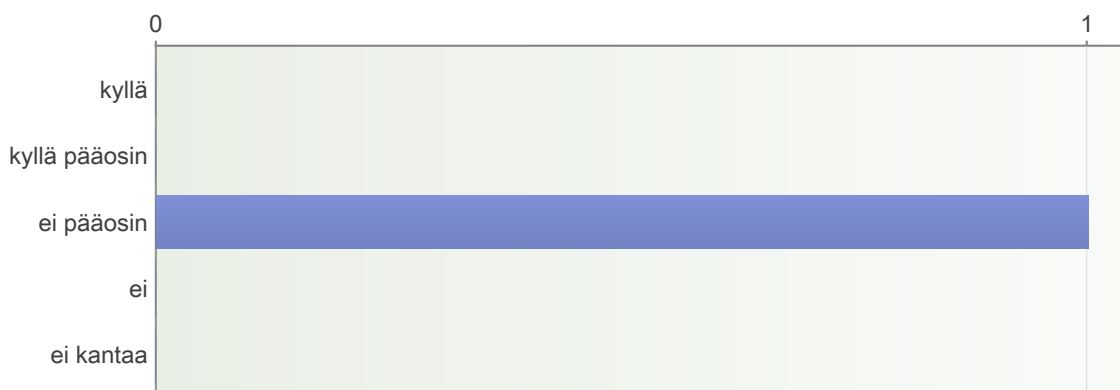 0 1
kyllä
kyllä pääosin
ei pääosin
ei
ei kantaa